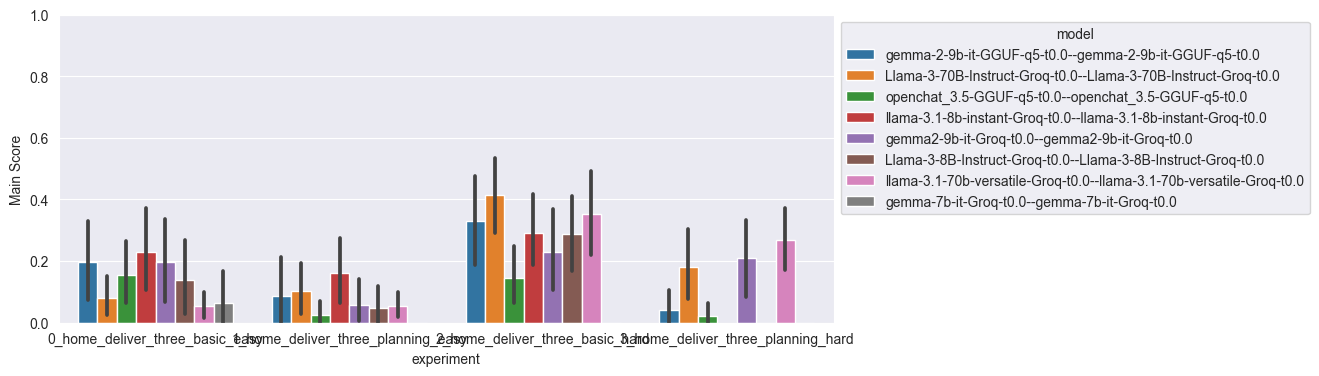 1.0
0.8
0.6
0.4
0.2
0.0
Main Score
0_home_deliver_three_basic_easy
1_home_deliver_three_planning_easy
2_home_deliver_three_basic_hard
3_home_deliver_three_planning_hard
experiment
model
gemma-2-9b-it-GGUF-q5-t0.0--gemma-2-9b-it-GGUF-q5-t0.0
Llama-3-70B-Instruct-Groq-t0.0--Llama-3-70B-Instruct-Groq-t0.0
openchat_3.5-GGUF-q5-t0.0--openchat_3.5-GGUF-q5-t0.0
llama-3.1-8b-instant-Groq-t0.0--llama-3.1-8b-instant-Groq-t0.0
gemma2-9b-it-Groq-t0.0--gemma2-9b-it-Groq-t0.0
Llama-3-8B-Instruct-Groq-t0.0--Llama-3-8B-Instruct-Groq-t0.0
llama-3.1-70b-versatile-Groq-t0.0--llama-3.1-70b-versatile-Groq-t0.0
gemma-7b-it-Groq-t0.0--gemma-7b-it-Groq-t0.0